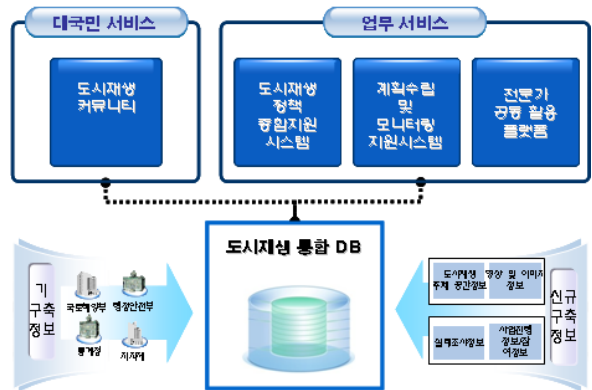 대국민 서비스
업무 서비스
도시재생
커뮤니티
도시재생
정책
종합지원
시스템
계획수립
및
모니터링
지원시스템
전문가
공동 활용
플랫폼
도시재생 통합 DB
기
구축
정보
국토해양부
행정안전부
통계청
지자체
도시재생
주제 공간정보
영상 및 이미지
정보
실태조사정보
사업진행
정보/참
여정보
신규
구축
정보